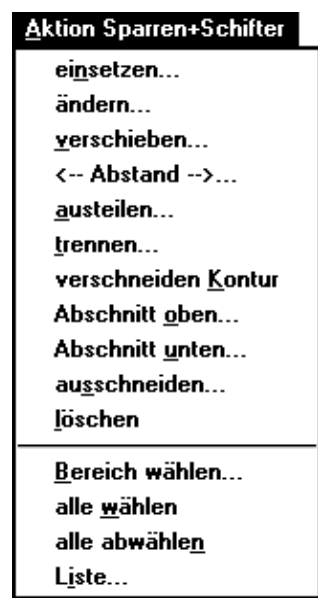 Aktion Sparren+Schifter
einsetzen...
ändern...
verschieben...
<-- Abstand -->...
austeilen...
trennen...
verschneiden Kontur
Abschnitt oben...
Abschnitt unten...
ausschneiden...
löschen
Bereich wählen...
alle wählen
alle abwählen
Liste...